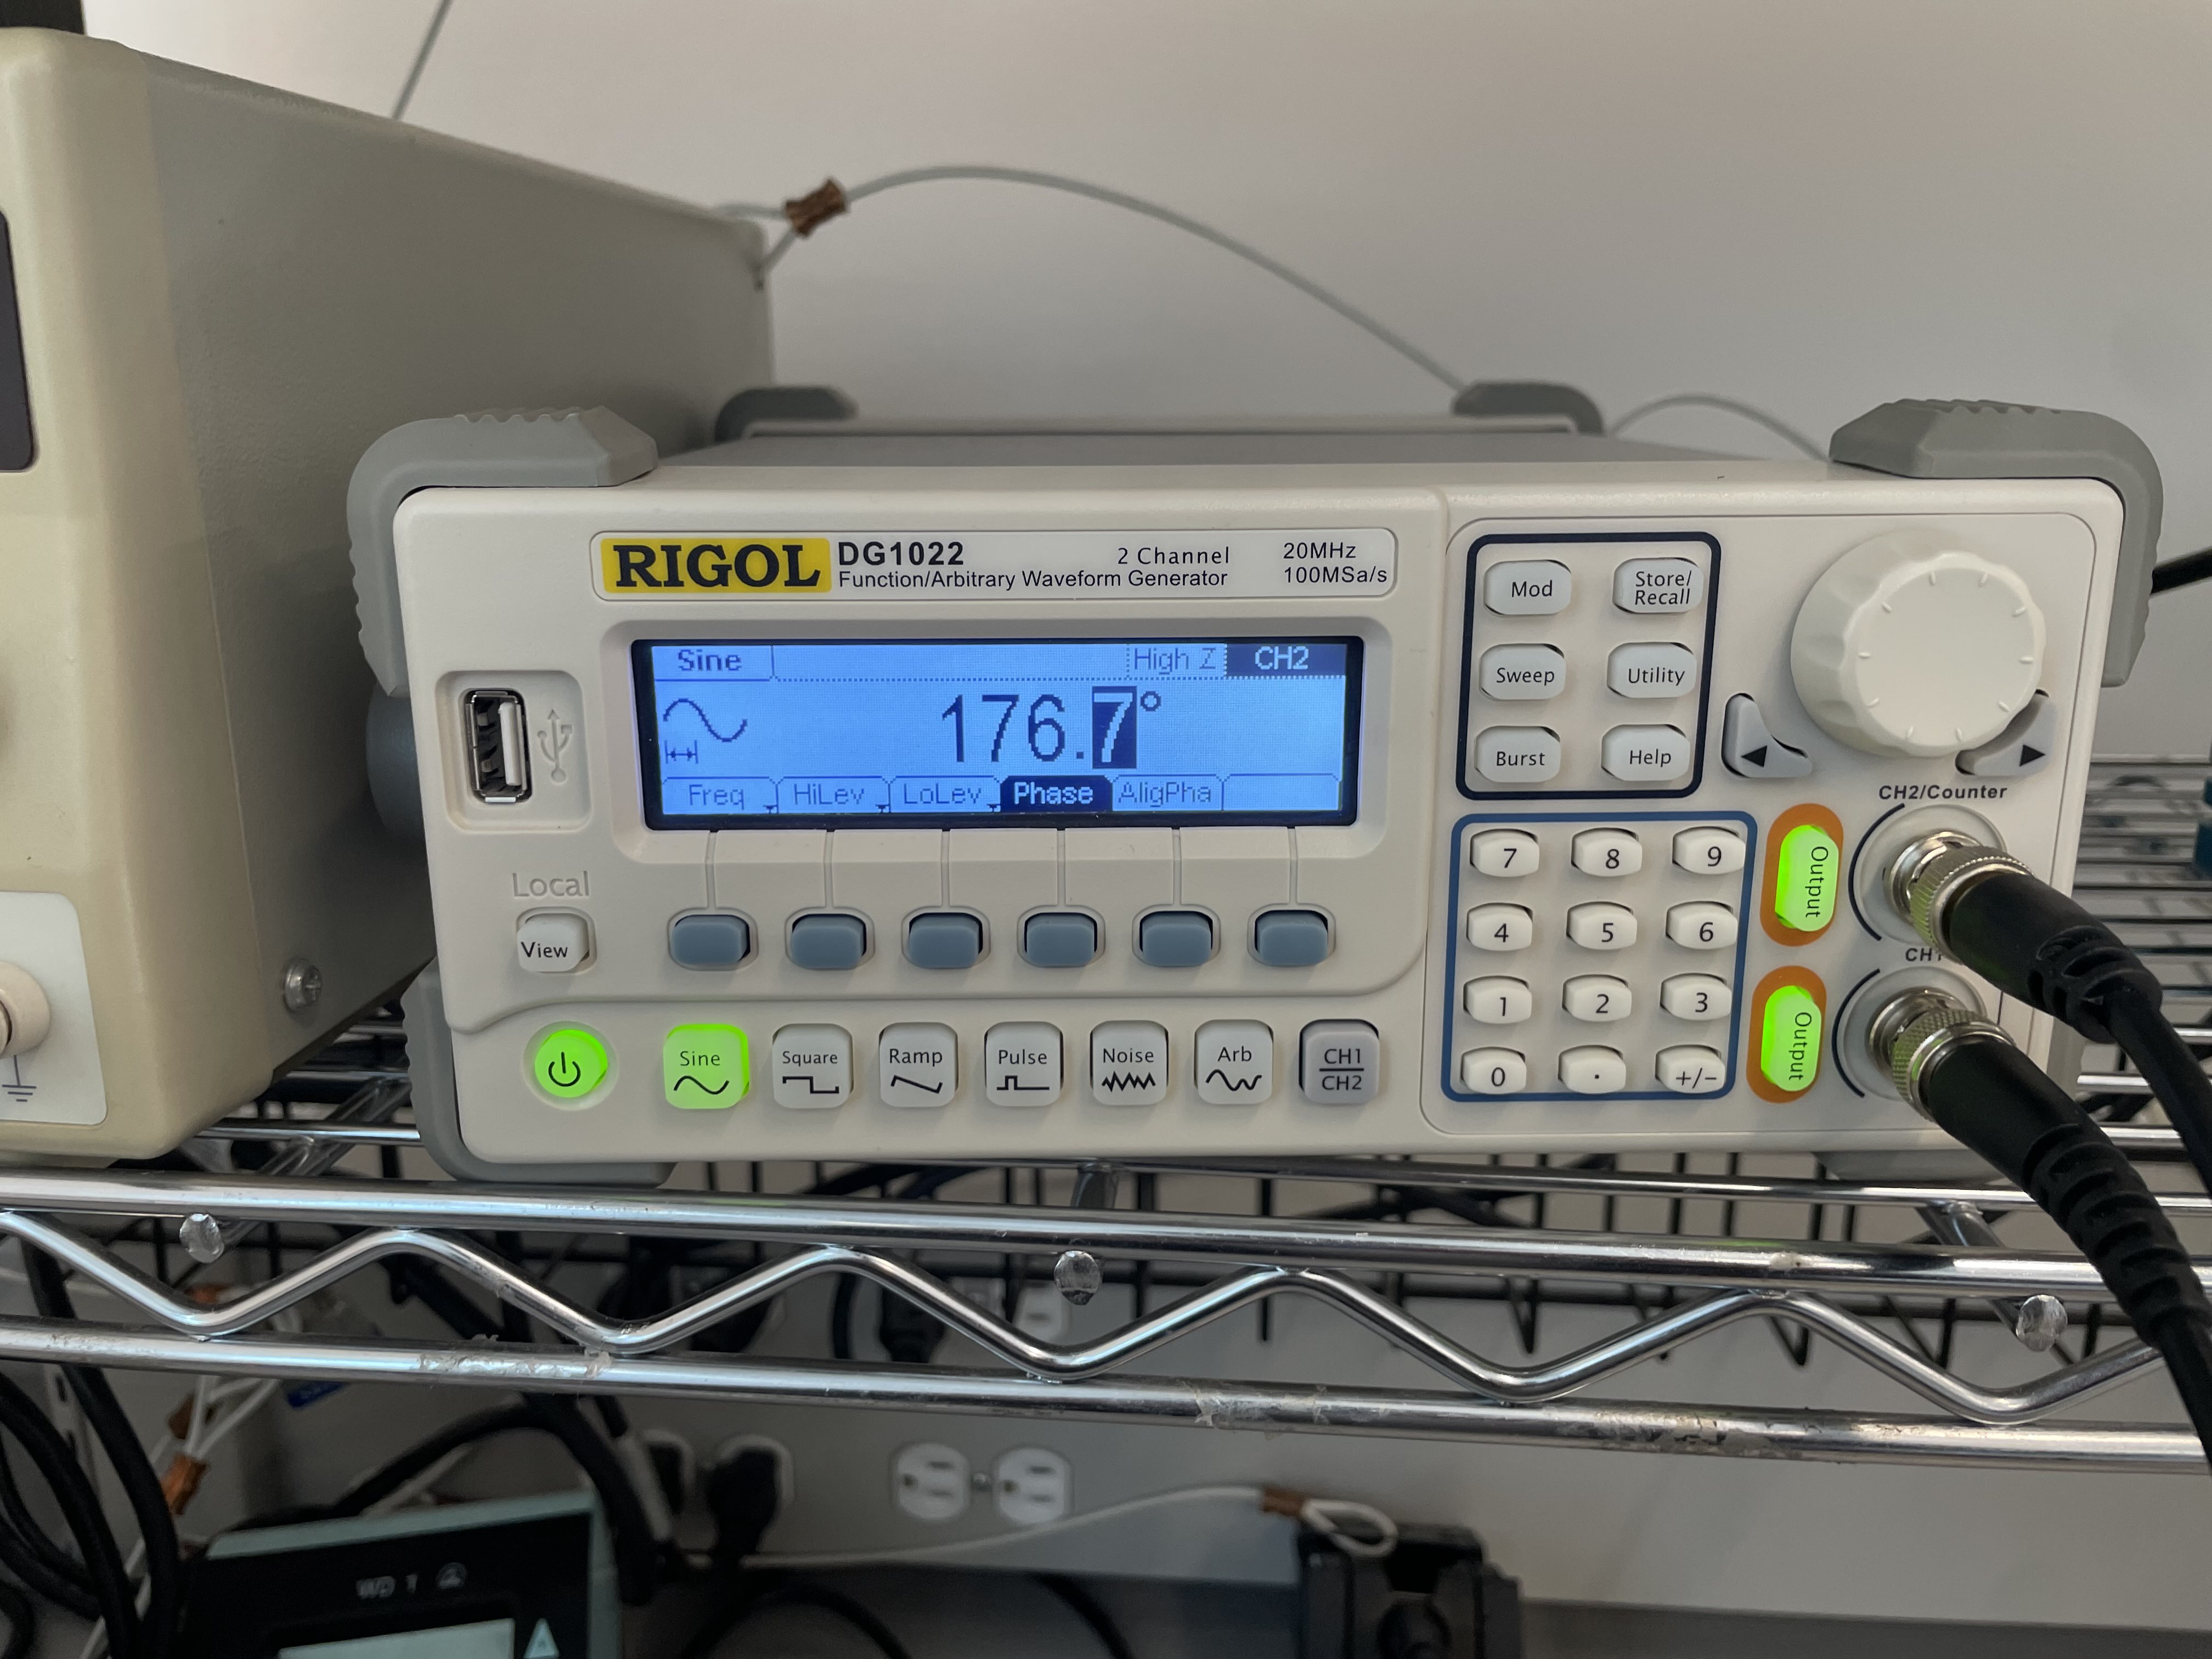 RIGOL DG1022 2 Channel 20MHz
Function/Arbitrary Waveform Generator 100MSa/s
Sine High Z CH2
176.7°
Freq HiLev LoLev Phase AligPha
Local
View
Sine Square Ramp Pulse Noise Arb CH1
CH2
Mod Store/
Recall
Sweep Utility
Burst Help
7 8 9
4 5 6
1 2 3
0 . +/-
CH2/Counter
Output
CH1
Output